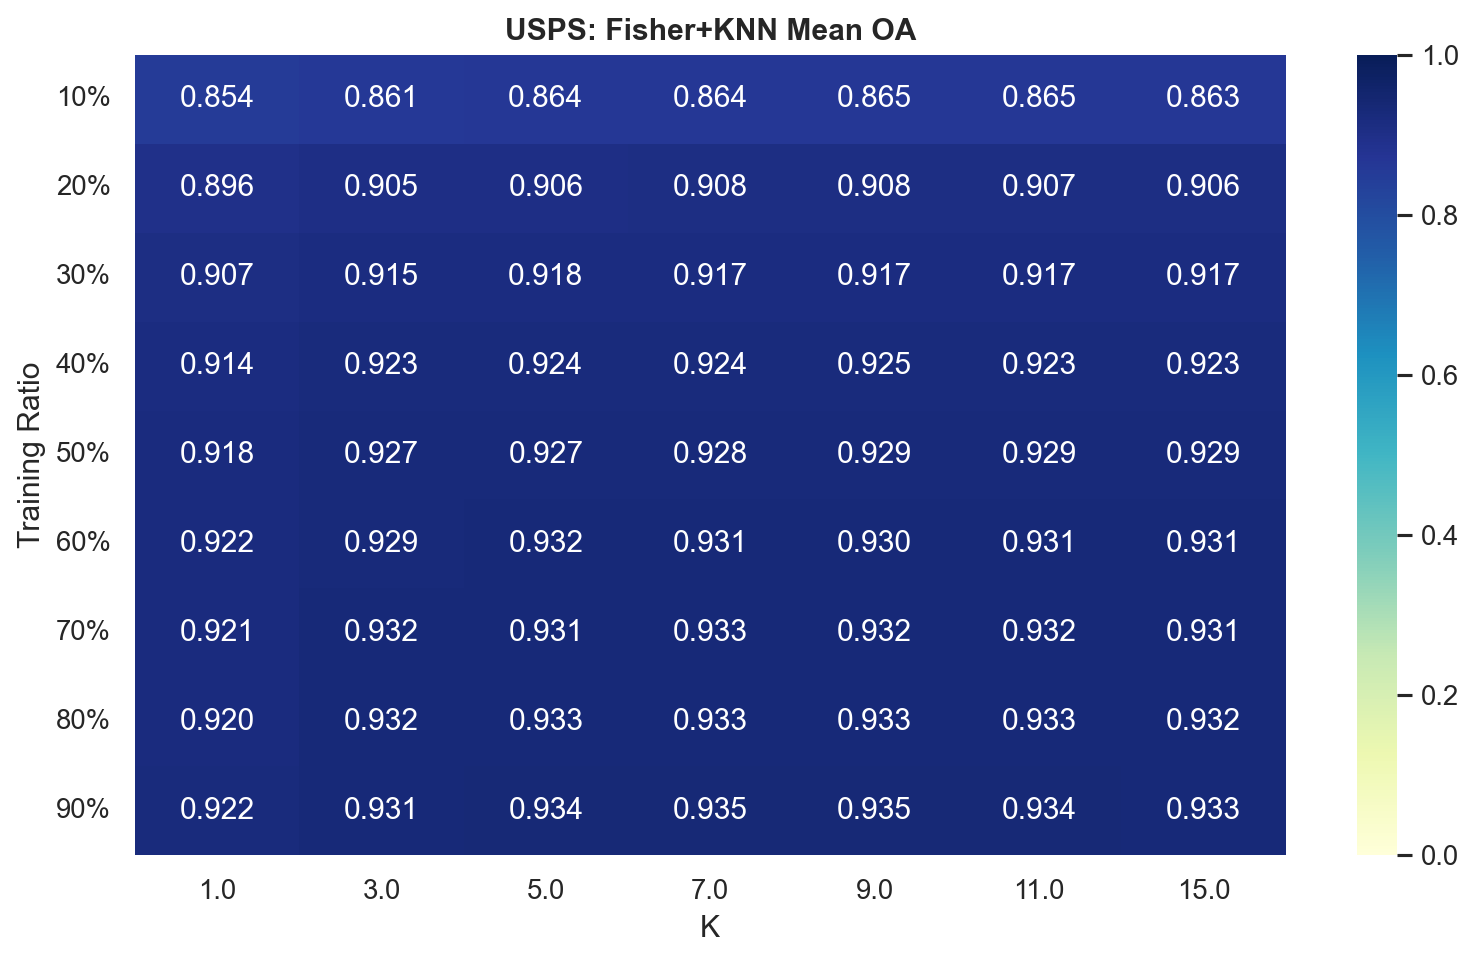 USPS: Fisher+KNN Mean OA
10% 0.854 0.861 0.864 0.864 0.865 0.865 0.863
20% 0.896 0.905 0.906 0.908 0.908 0.907 0.906
30% 0.907 0.915 0.918 0.917 0.917 0.917 0.917
40% 0.914 0.923 0.924 0.924 0.925 0.923 0.923
50% 0.918 0.927 0.927 0.928 0.929 0.929 0.929
60% 0.922 0.929 0.932 0.931 0.930 0.931 0.931
70% 0.921 0.932 0.931 0.933 0.932 0.932 0.931
80% 0.920 0.932 0.933 0.933 0.933 0.933 0.932
90% 0.922 0.931 0.934 0.935 0.935 0.934 0.933
1.0 3.0 5.0 7.0 9.0 11.0 15.0
K
Training Ratio
1.0
0.8
0.6
0.4
0.2
0.0